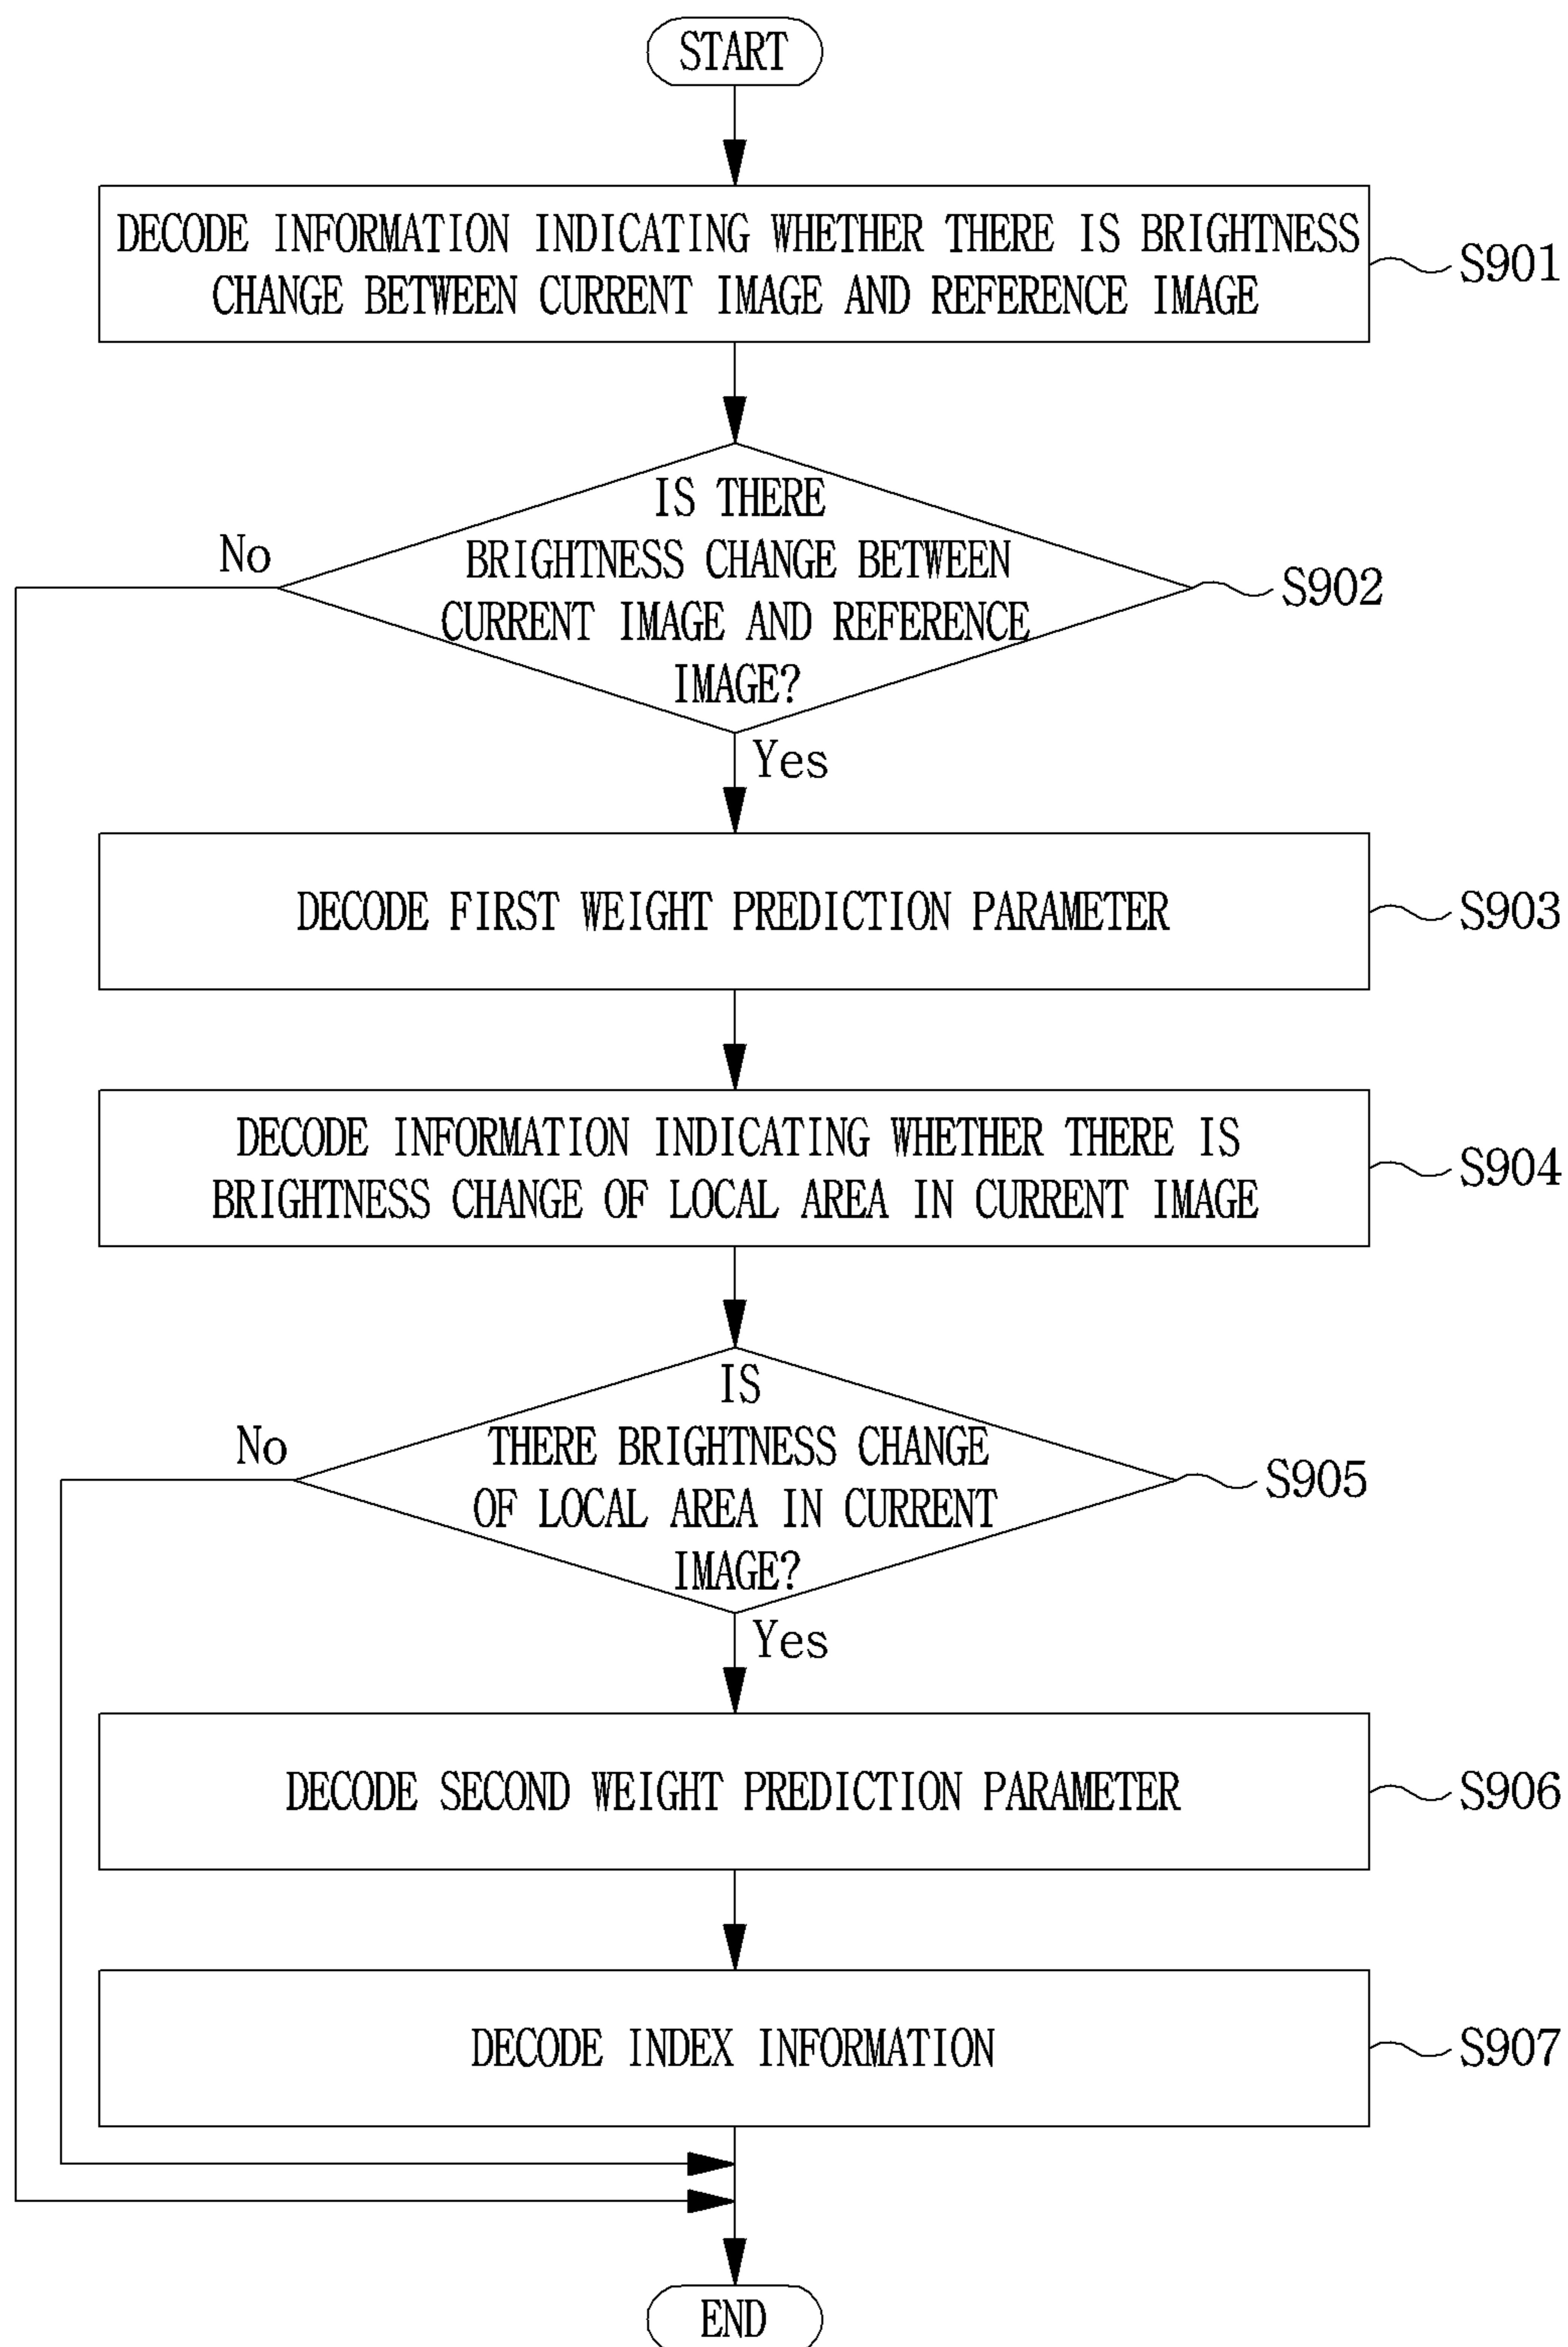 START
DECODE INFORMATION INDICATING WHETHER THERE IS BRIGHTNESS
CHANGE BETWEEN CURRENT IMAGE AND REFERENCE IMAGE
S901
IS THERE
BRIGHTNESS CHANGE BETWEEN
CURRENT IMAGE AND REFERENCE
IMAGE?
No
S902
Yes
DECODE FIRST WEIGHT PREDICTION PARAMETER
S903
DECODE INFORMATION INDICATING WHETHER THERE IS
BRIGHTNESS CHANGE OF LOCAL AREA IN CURRENT IMAGE
S904
IS
THERE BRIGHTNESS CHANGE
OF LOCAL AREA IN CURRENT
IMAGE?
No
S905
Yes
DECODE SECOND WEIGHT PREDICTION PARAMETER
S906
DECODE INDEX INFORMATION
S907
END